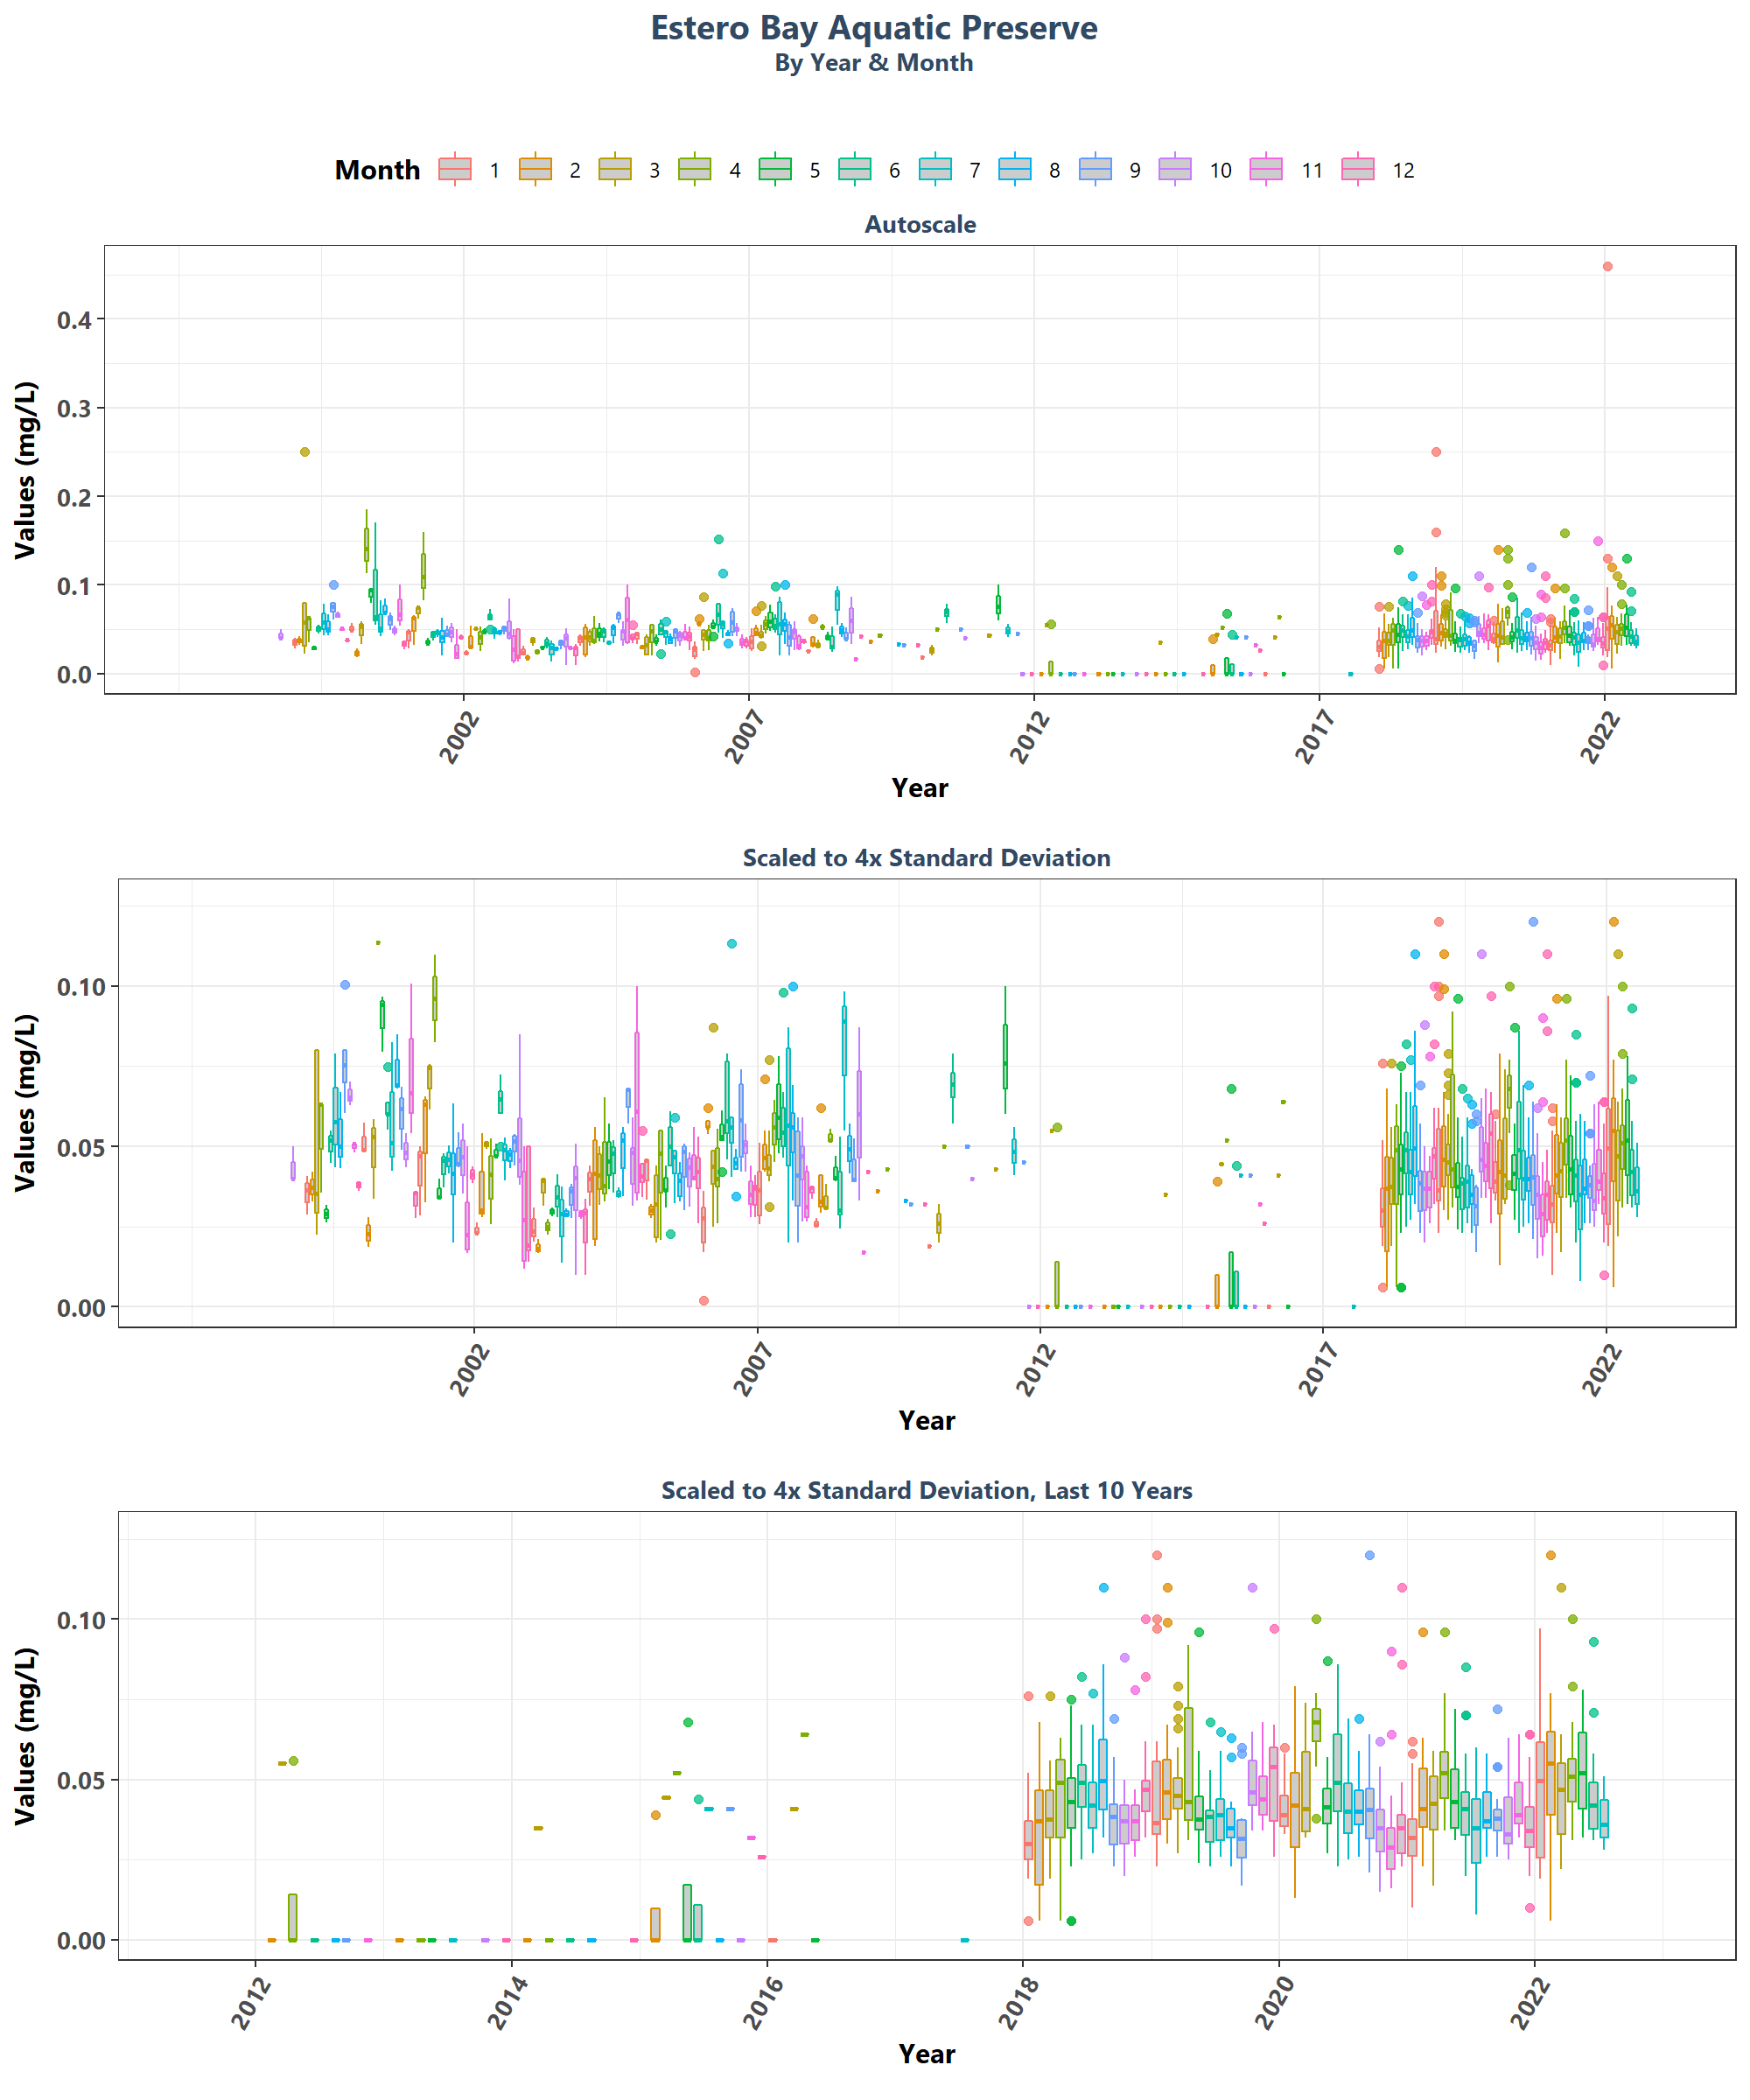 Estero Bay Aquatic Preserve
By Year & Month
Month 1 2 3 4 5 6 7 8 9 10 11 12
Autoscale
Values (mg/L)
0.4
0.3
0.2
0.1
0.0
2002 2007 2012 2017 2022
Year
Scaled to 4x Standard Deviation
Values (mg/L)
0.10
0.05
0.00
2002 2007 2012 2017 2022
Year
Scaled to 4x Standard Deviation, Last 10 Years
Values (mg/L)
0.10
0.05
0.00
2012 2014 2016 2018 2020 2022
Year